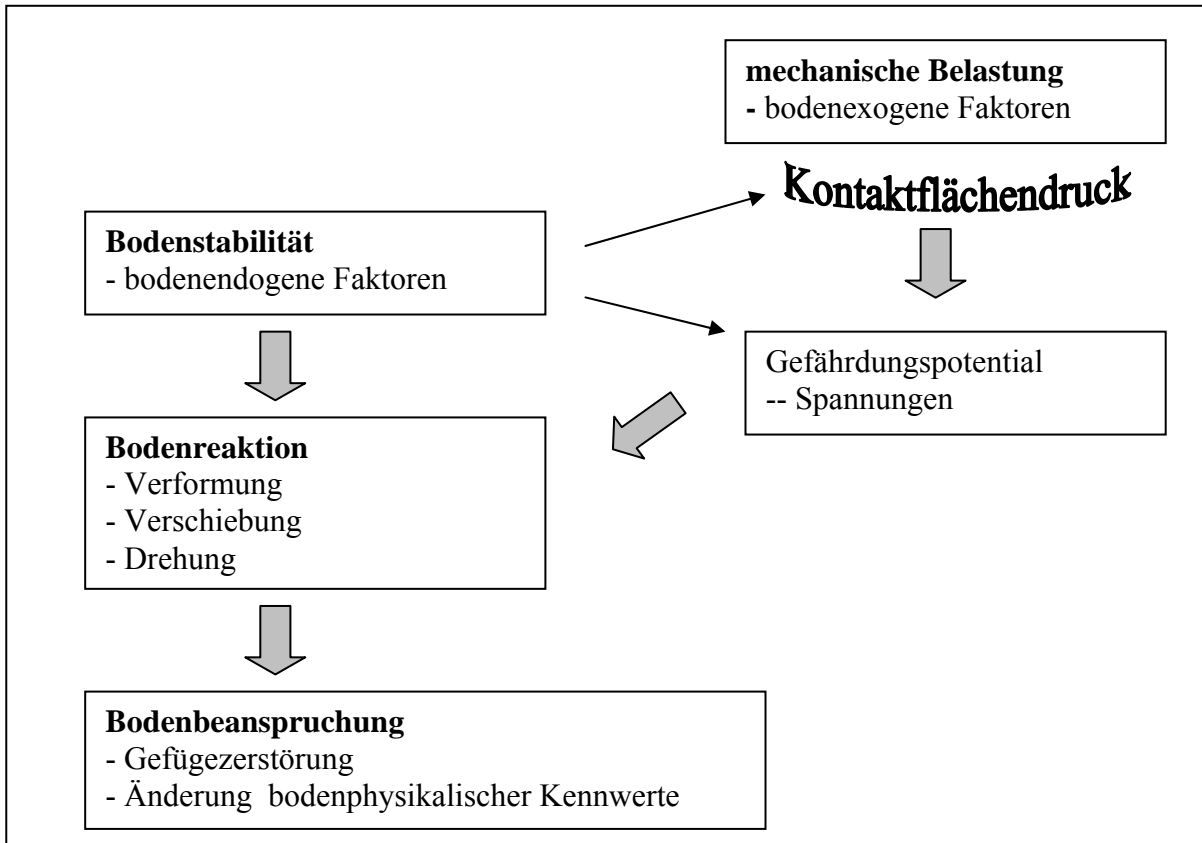 mechanische Belastung
- bodenexogene Faktoren
Kontaktflächendruck
Bodenstabilität
- bodenendogene Faktoren
Gefährdungspotential
-- Spannungen
Bodenreaktion
- Verformung
- Verschiebung
- Drehung
Bodenbeanspruchung
- Gefügezerstörung
- Änderung  bodenphysikalischer Kennwerte